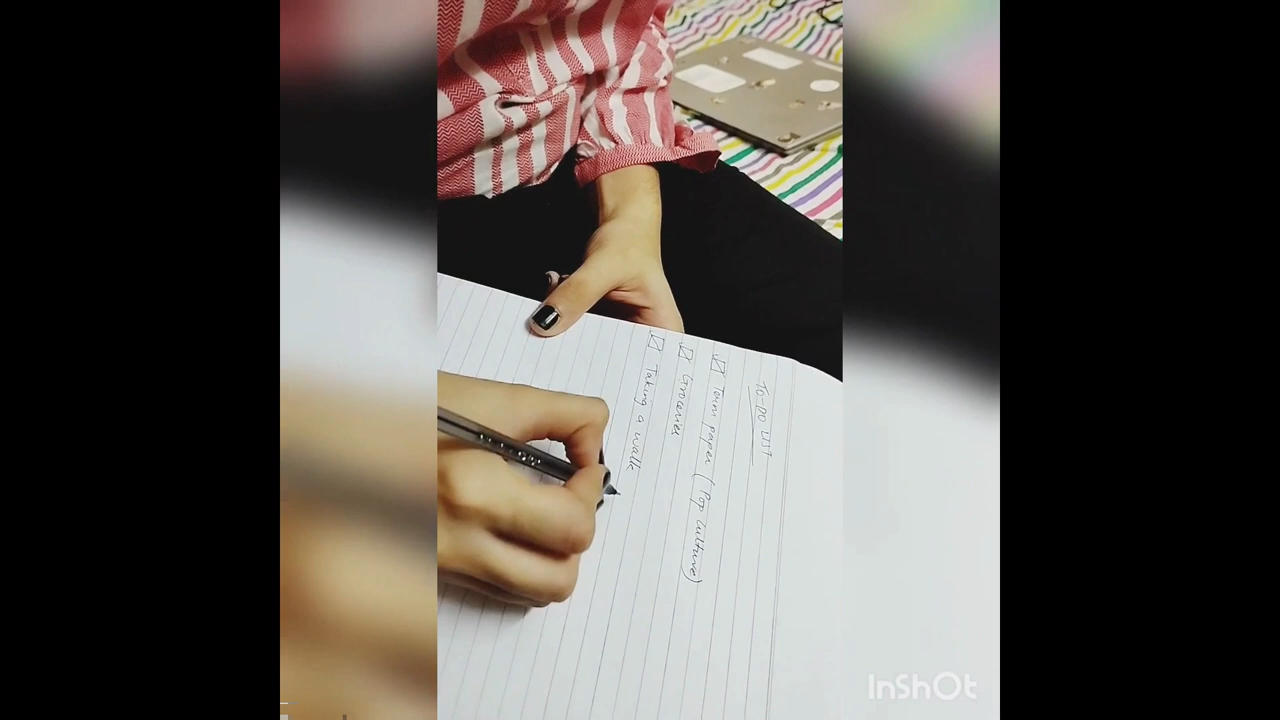 TO-DO LIST
Term paper (Pop Culture)
Groceries
Taking a walk
InShOt